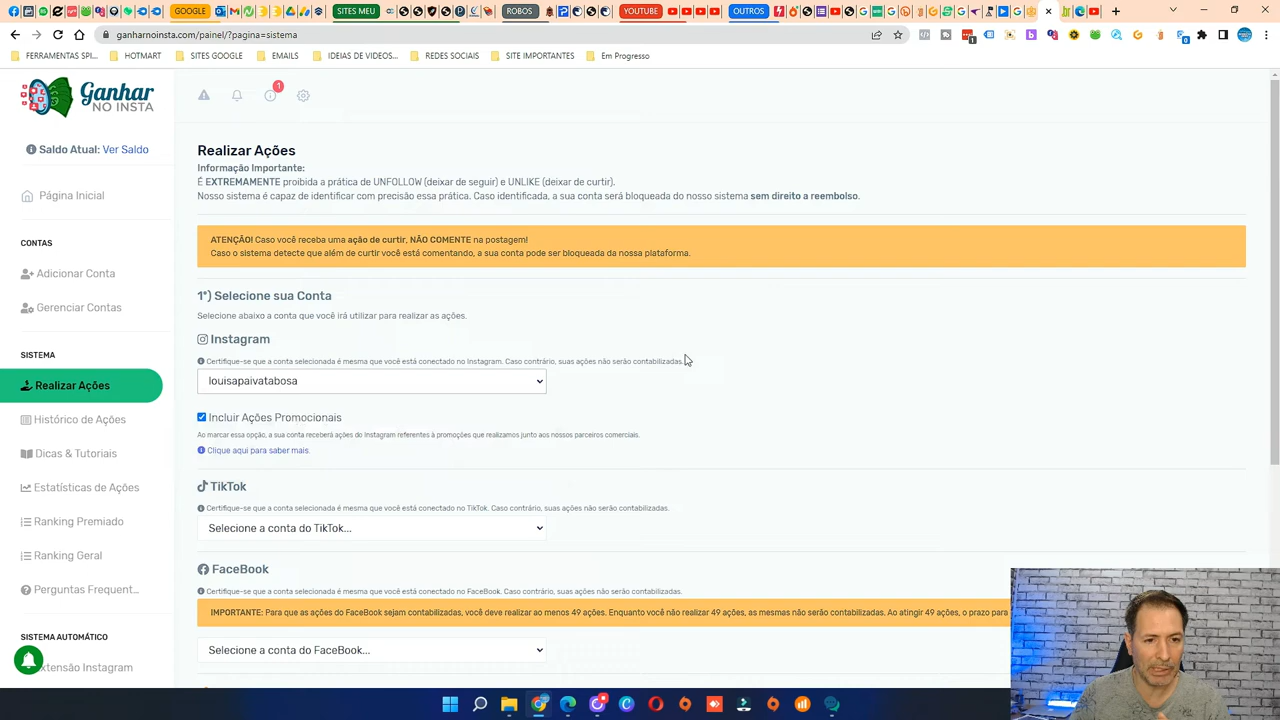 GOOGLE
SITES MEU
ROBOS
YOUTUBE
OUTROS
ganharnoinsta.com/painel/?pagina=sistema
FERRAMENTAS SPI...
HOTMART
SITES GOOGLE
EMAILS
IDEIAS DE VIDEOS...
REDES SOCIAIS
SITE IMPORTANTES
Em Progresso
Ganhar
NO INSTA
1
Saldo Atual: Ver Saldo
Página Inicial
CONTAS
Adicionar Conta
Gerenciar Contas
SISTEMA
Realizar Ações
Histórico de Ações
Dicas & Tutoriais
Estatísticas de Ações
Ranking Premiado
Ranking Geral
Perguntas Frequent...
SISTEMA AUTOMÁTICO
xtensão Instagram
Realizar Ações
Informação Importante:
É EXTREMAMENTE proibida a prática de UNFOLLOW (deixar de seguir) e UNLIKE (deixar de curtir).
Nosso sistema é capaz de identificar com precisão essa prática. Caso identificada, a sua conta será bloqueada do nosso sistema sem direito a reembolso.
ATENÇÃO! Caso você receba uma ação de curtir, NÃO COMENTE na postagem!
Caso o sistema detecte que além de curtir você está comentando, a sua conta pode ser bloqueada da nossa plataforma.
1º) Selecione sua Conta
Selecione abaixo a conta que você irá utilizar para realizar as ações.
Instagram
Certifique-se que a conta selecionada é mesma que você está conectado no Instagram. Caso contrário, suas ações não serão contabilizadas.
louisapaivatabosa
Incluir Ações Promocionais
Ao marcar essa opção, a sua conta receberá ações do Instagram referentes à promoções que realizamos junto aos nossos parceiros comerciais.
Clique aqui para saber mais.
TikTok
Certifique-se que a conta selecionada é mesma que você está conectado no TikTok. Caso contrário, suas ações não serão contabilizadas.
Selecione a conta do TikTok...
FaceBook
Certifique-se que a conta selecionada é mesma que você está conectado no FaceBook. Caso contrário, suas ações não serão contabilizadas.
IMPORTANTE: Para que as ações do FaceBook sejam contabilizadas, você deve realizar ao menos 49 ações. Enquanto você não realizar 49 ações, as mesmas não serão contabilizadas. Ao atingir 49 ações, o prazo para
Selecione a conta do FaceBook...